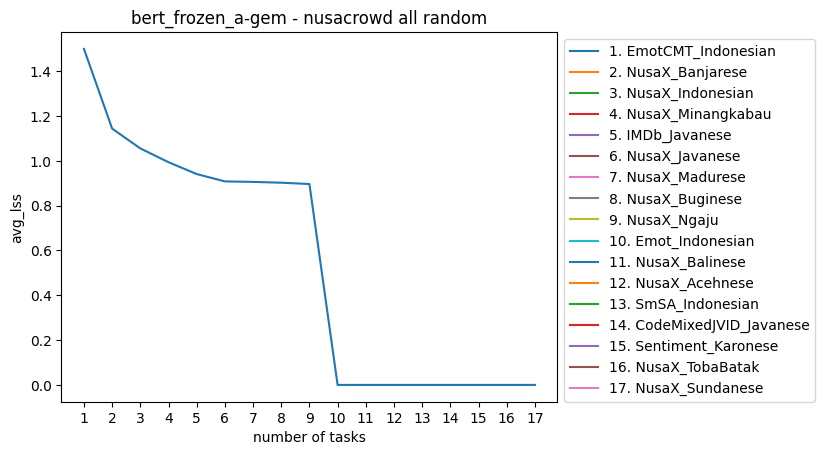 bert_frozen_a-gem - nusacrowd all random
avg_lss
1.4
1.2
1.0
0.8
0.6
0.4
0.2
0.0
1 2 3 4 5 6 7 8 9 10 11 12 13 14 15 16 17
number of tasks
1. EmotCMT_Indonesian
2. NusaX_Banjarese
3. NusaX_Indonesian
4. NusaX_Minangkabau
5. IMDb_Javanese
6. NusaX_Javanese
7. NusaX_Madurese
8. NusaX_Buginese
9. NusaX_Ngaju
10. Emot_Indonesian
11. NusaX_Balinese
12. NusaX_Acehnese
13. SmSA_Indonesian
14. CodeMixedJVID_Javanese
15. Sentiment_Karonese
16. NusaX_TobaBatak
17. NusaX_Sundanese